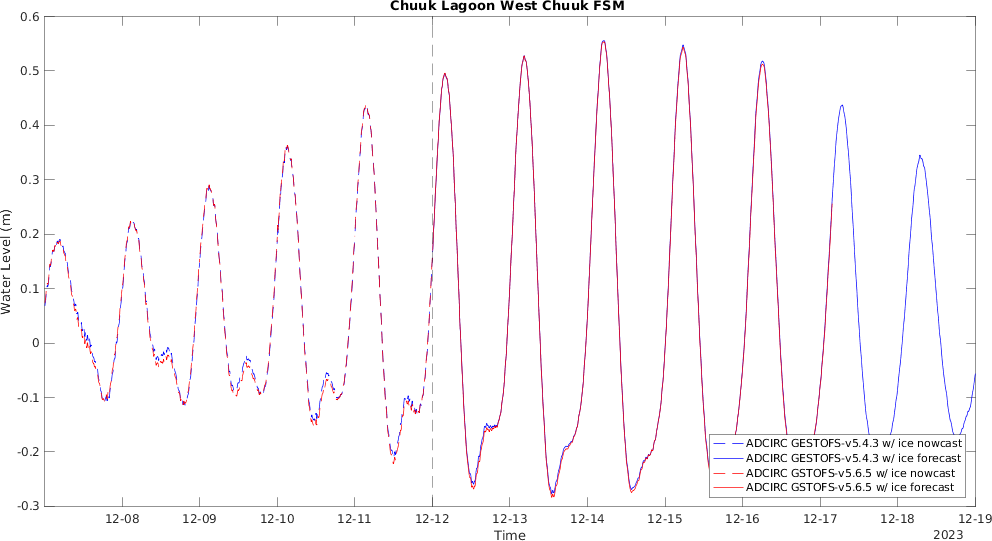 Chuuk Lagoon West Chuuk FSM
0.6
0.5
0.4
0.3
0.2
0.1
0
-0.1
-0.2
-0.3
Water Level (m)
12-08 12-09 12-10 12-11 12-12 12-13 12-14 12-15 12-16 12-17 12-18 12-19
Time
2023
ADCIRC GESTOFS-v5.4.3 w/ ice nowcast
ADCIRC GESTOFS-v5.4.3 w/ ice forecast
ADCIRC GSTOFS-v5.6.5 w/ ice nowcast
ADCIRC GSTOFS-v5.6.5 w/ ice forecast